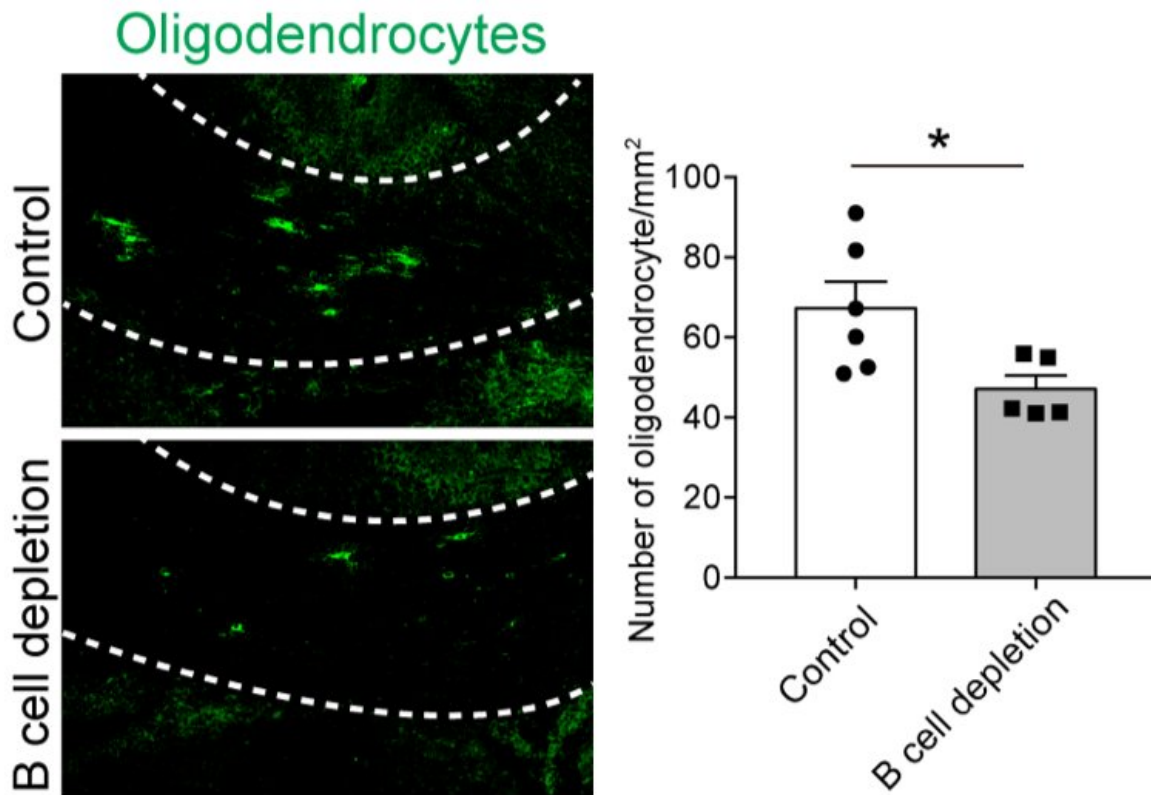 Oligodendrocytes
Control
B cell depletion
*
Number of oligodendrocyte/mm²
100
80
60
40
20
0
Control
B cell depletion